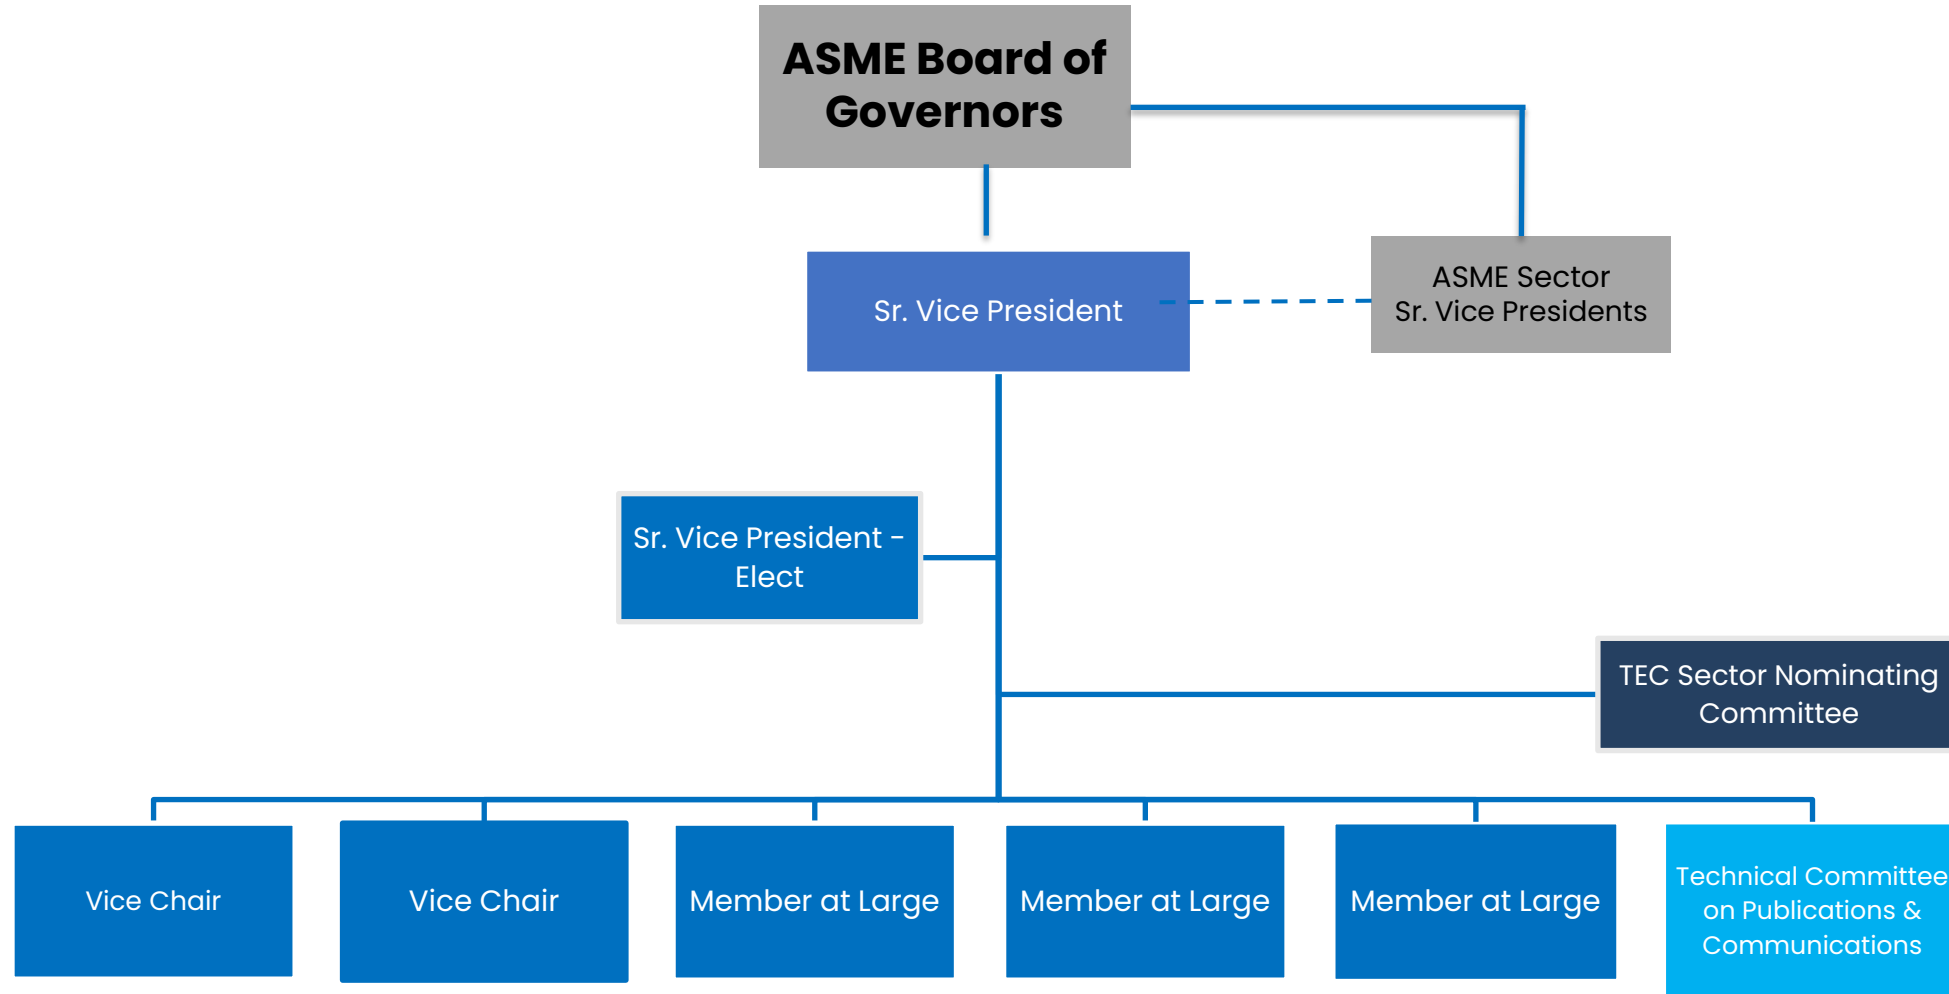 ASME Board of
Governors
Sr. Vice President
ASME Sector
Sr. Vice Presidents
Sr. Vice President -
Elect
TEC Sector Nominating
Committee
Vice Chair
Vice Chair
Member at Large
Member at Large
Member at Large
Technical Committee
on Publications &
Communications